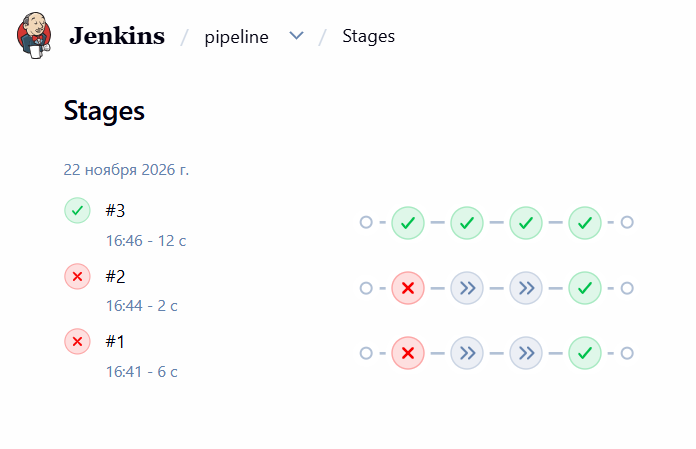 Jenkins / pipeline / Stages
Stages
22 ноября 2026 г.
#3
16:46 - 12 с
#2
16:44 - 2 с
#1
16:41 - 6 с